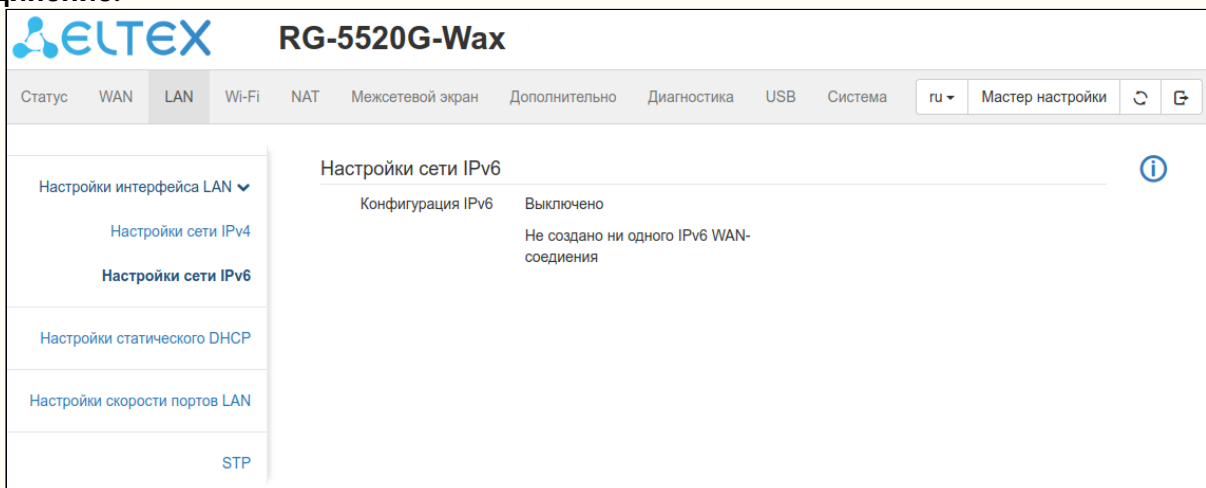 ELTEX
RG-5520G-Wax
Статус WAN LAN Wi-Fi NAT Межсетевой экран Дополнительно Диагностика USB Система ru Мастер настройки
Настройки интерфейса LAN
Настройки сети IPv4
Настройки сети IPv6
Настройки статического DHCP
Настройки скорости портов LAN
STP
Настройки сети IPv6
Конфигурация IPv6 Выключено
Не создано ни одного IPv6 WAN-
соедиения